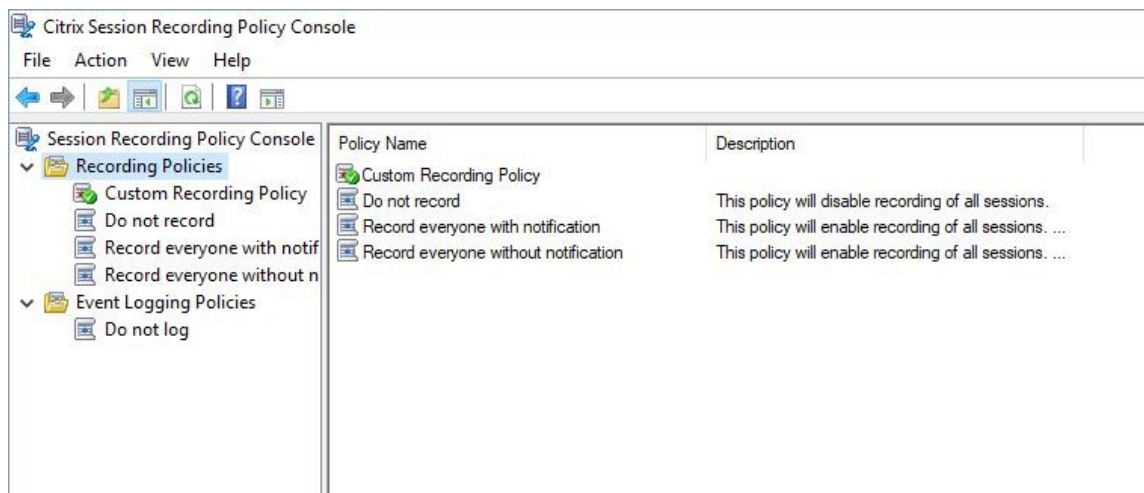 Citrix Session Recording Policy Console
File Action View Help
Session Recording Policy Console
Recording Policies
Custom Recording Policy
Do not record
Record everyone with notif
Record everyone without n
Event Logging Policies
Do not log
Policy Name Description
Custom Recording Policy
Do not record This policy will disable recording of all sessions.
Record everyone with notification This policy will enable recording of all sessions. ...
Record everyone without notification This policy will enable recording of all sessions. ...